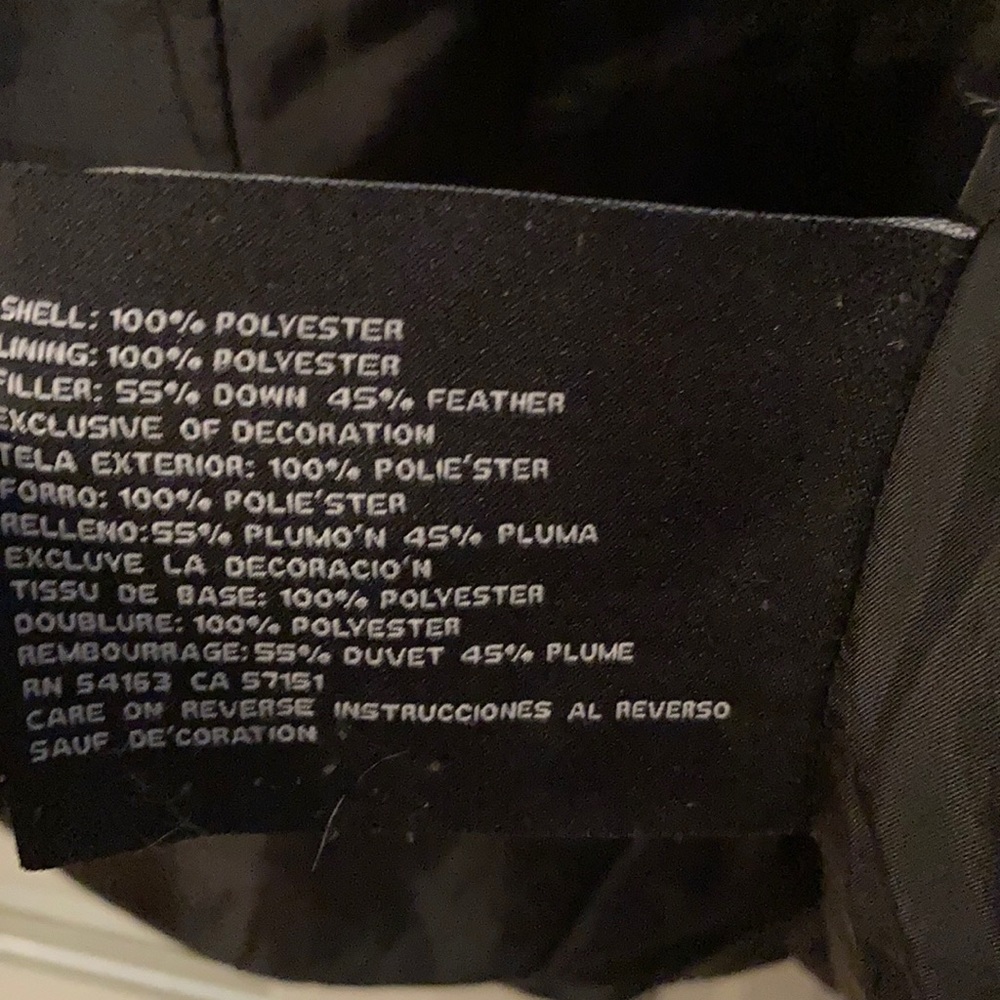 SHELL: 100% POLYESTER
LINING: 100% POLYESTER
FILLER: 55% DOWN 45% FEATHER
EXCLUSIVE OF DECORATION
TELA EXTERIOR: 100% POLIE'STER
FORRO: 100% POLIE'STER
RELLENO:55% PLUMO'N 45% PLUMA
EXCLUVE LA DECORACIO'N
TISSU DE BASE: 100% POLYESTER
DOUBLURE: 100% POLYESTER
REMBOURRAGE:55% DUVET 45% PLUME
RN 54163 CA 57151
CARE ON REVERSE INSTRUCCIONES AL REVERSO
SAUF DE'CORATION